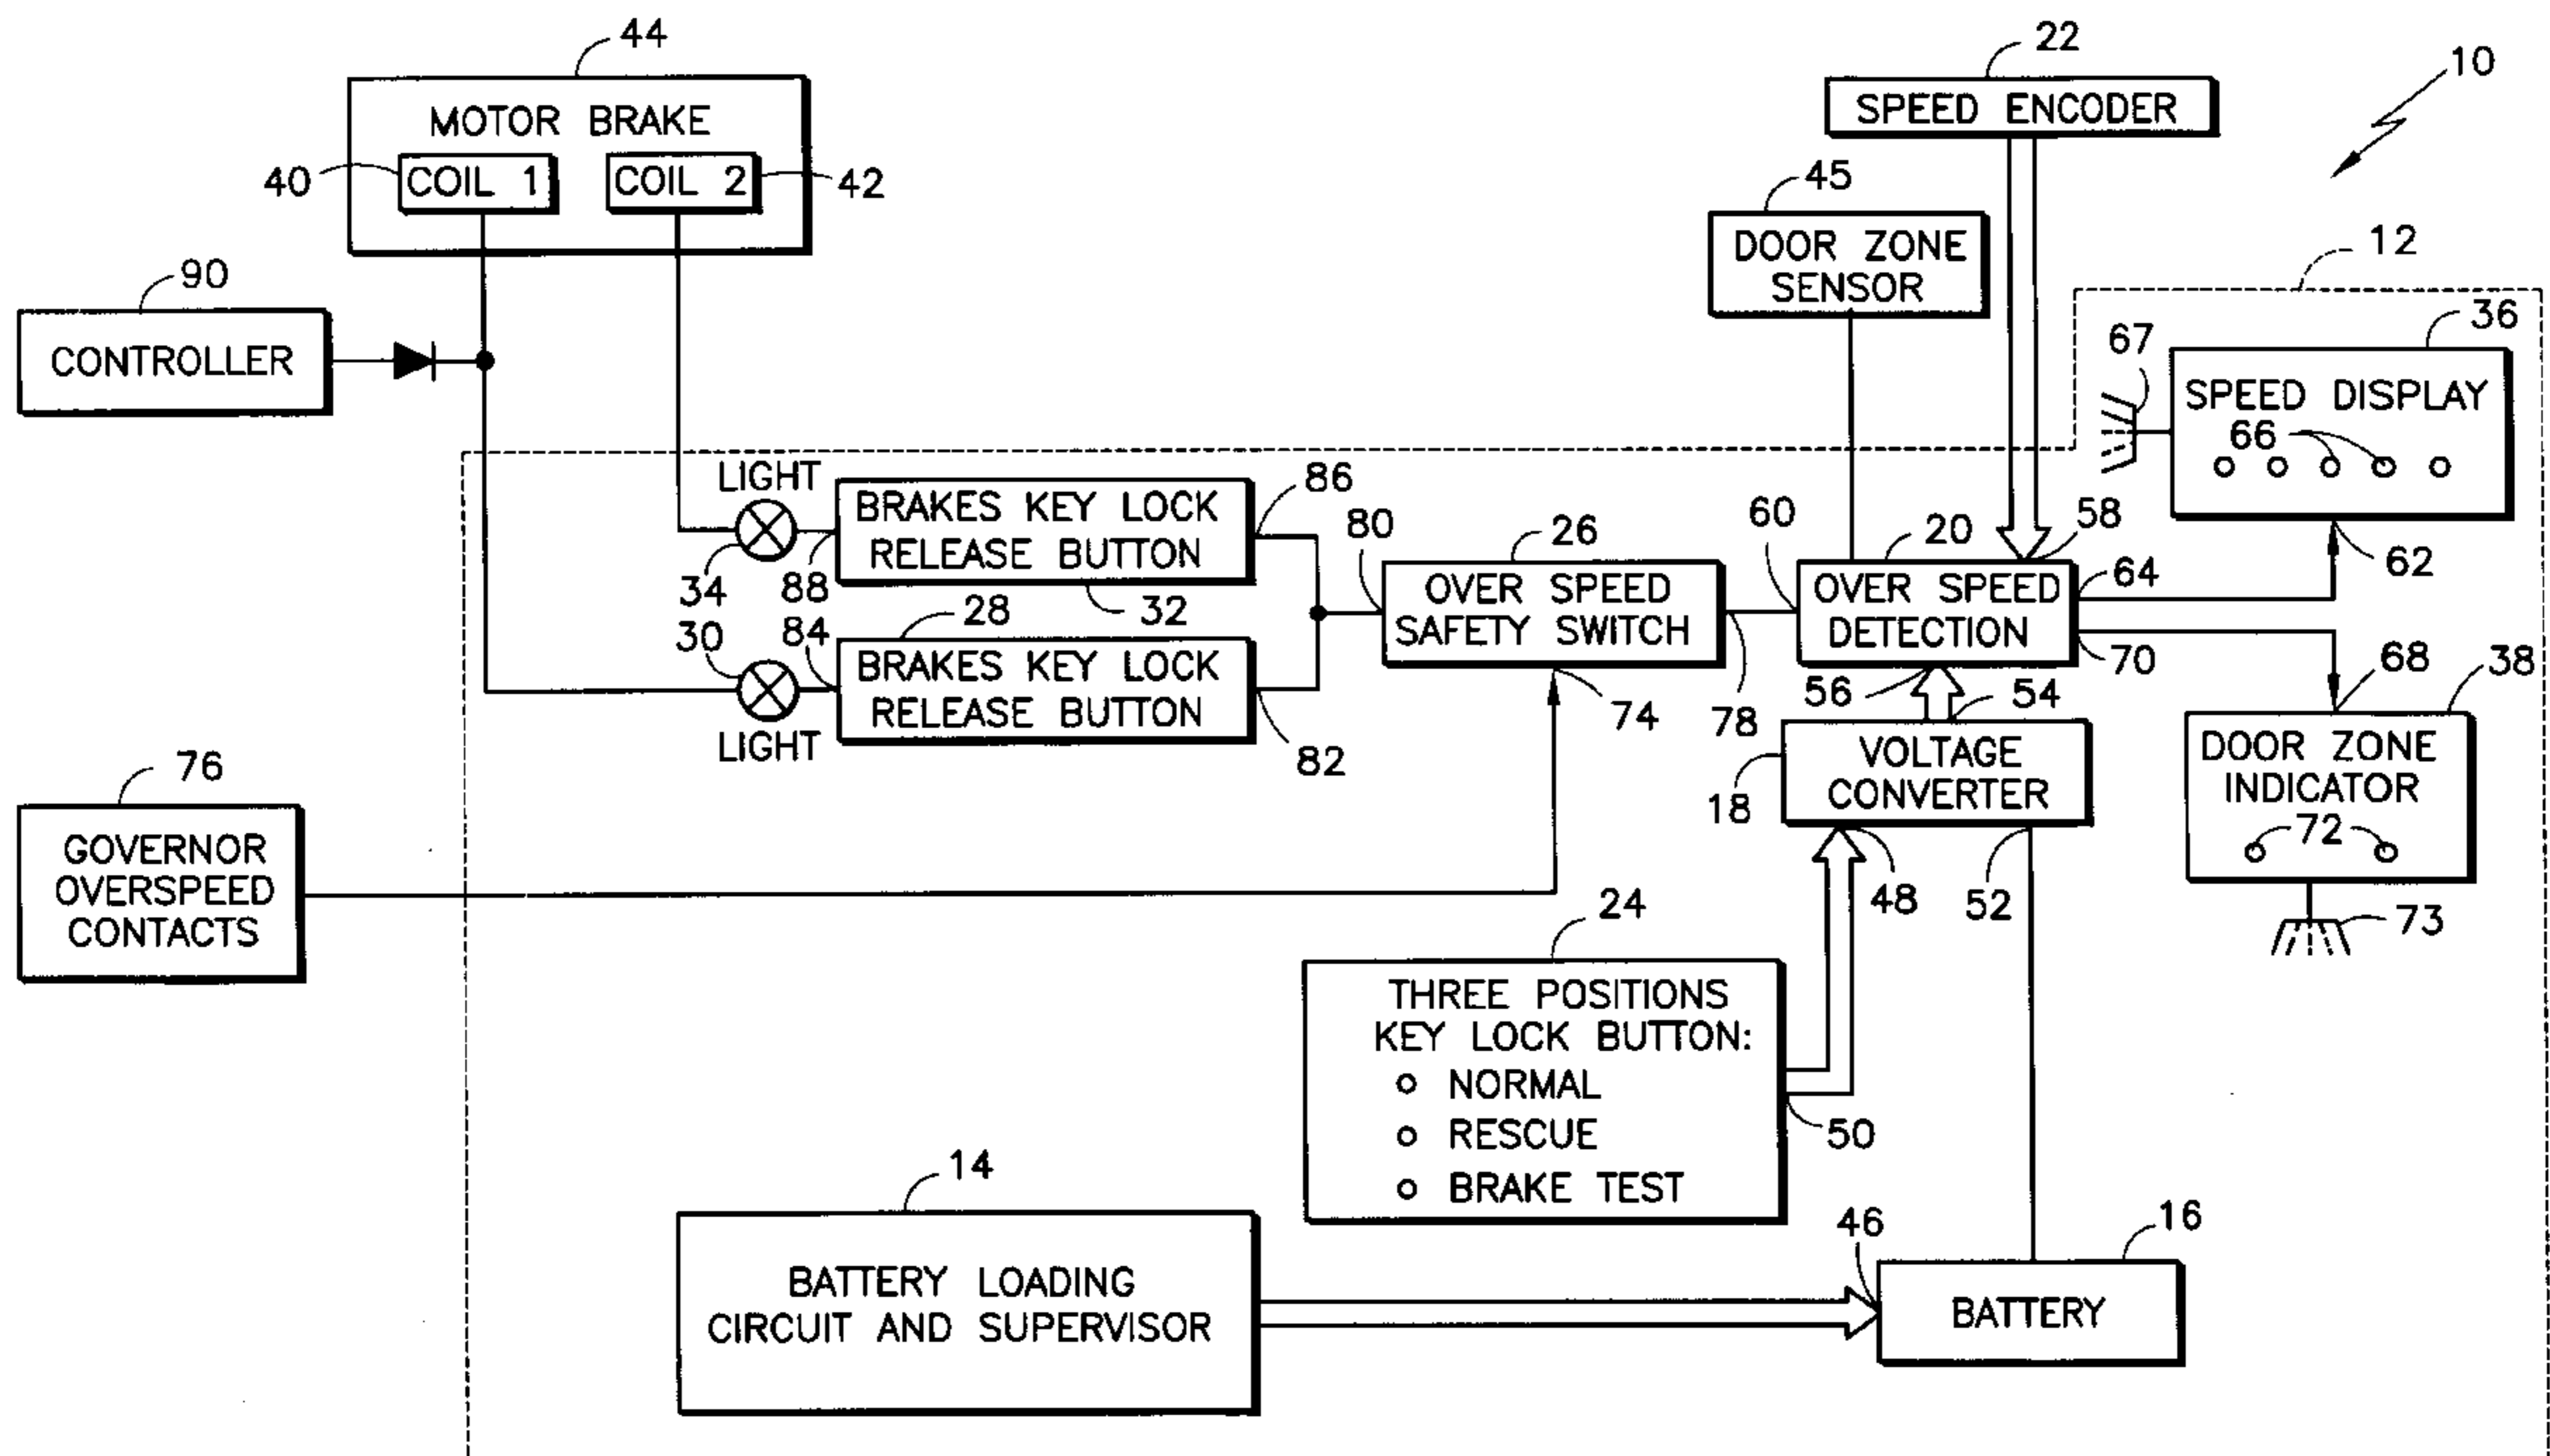 44
MOTOR BRAKE
40
COIL 1
COIL 2
42
22
SPEED ENCODER
10
45
DOOR ZONE
SENSOR
12
90
CONTROLLER
67
36
SPEED DISPLAY
66
LIGHT
34
88
BRAKES KEY LOCK
RELEASE BUTTON
32
86
80
26
OVER SPEED
SAFETY SWITCH
74
78
60
20
58
OVER SPEED
DETECTION
64
62
70
56
54
68
38
30
84
28
BRAKES KEY LOCK
RELEASE BUTTON
82
LIGHT
VOLTAGE
CONVERTER
18
48
52
DOOR ZONE
INDICATOR
72
73
76
GOVERNOR
OVERSPEED
CONTACTS
24
THREE POSITIONS
KEY LOCK BUTTON:
NORMAL
RESCUE
BRAKE TEST
50
14
BATTERY LOADING
CIRCUIT AND SUPERVISOR
46
16
BATTERY